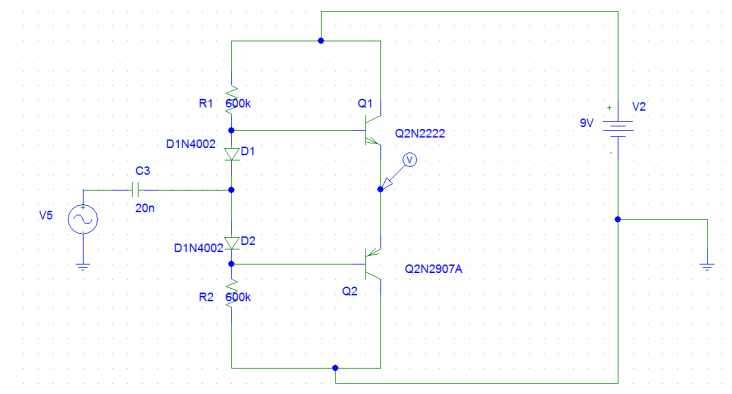 R1 600k
Q1
V2
+
9V
-
Q2N2222
D1N4002 D1
V
C3
20n
V5
+
-
D1N4002 D2
Q2N2907A
Q2
R2 600k